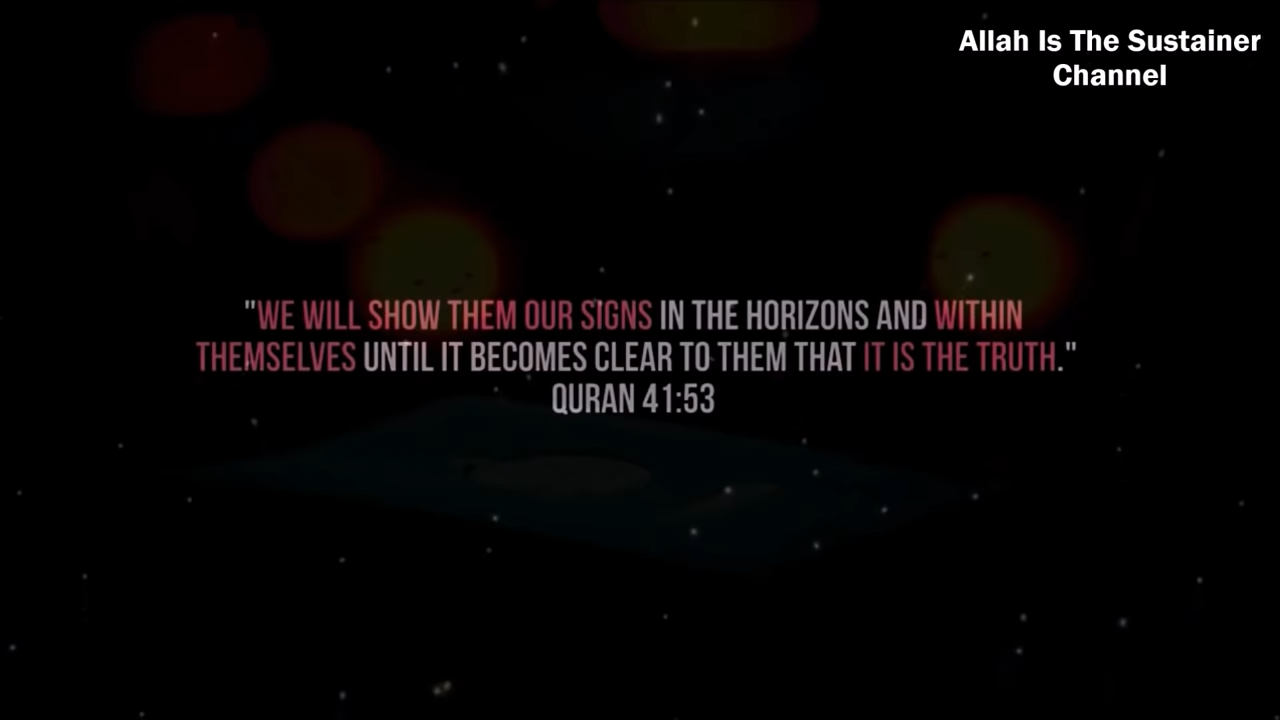 Allah Is The Sustainer
Channel
"WE WILL SHOW THEM OUR SIGNS IN THE HORIZONS AND WITHIN
THEMSELVES UNTIL IT BECOMES CLEAR TO THEM THAT IT IS THE TRUTH."
QURAN 41:53